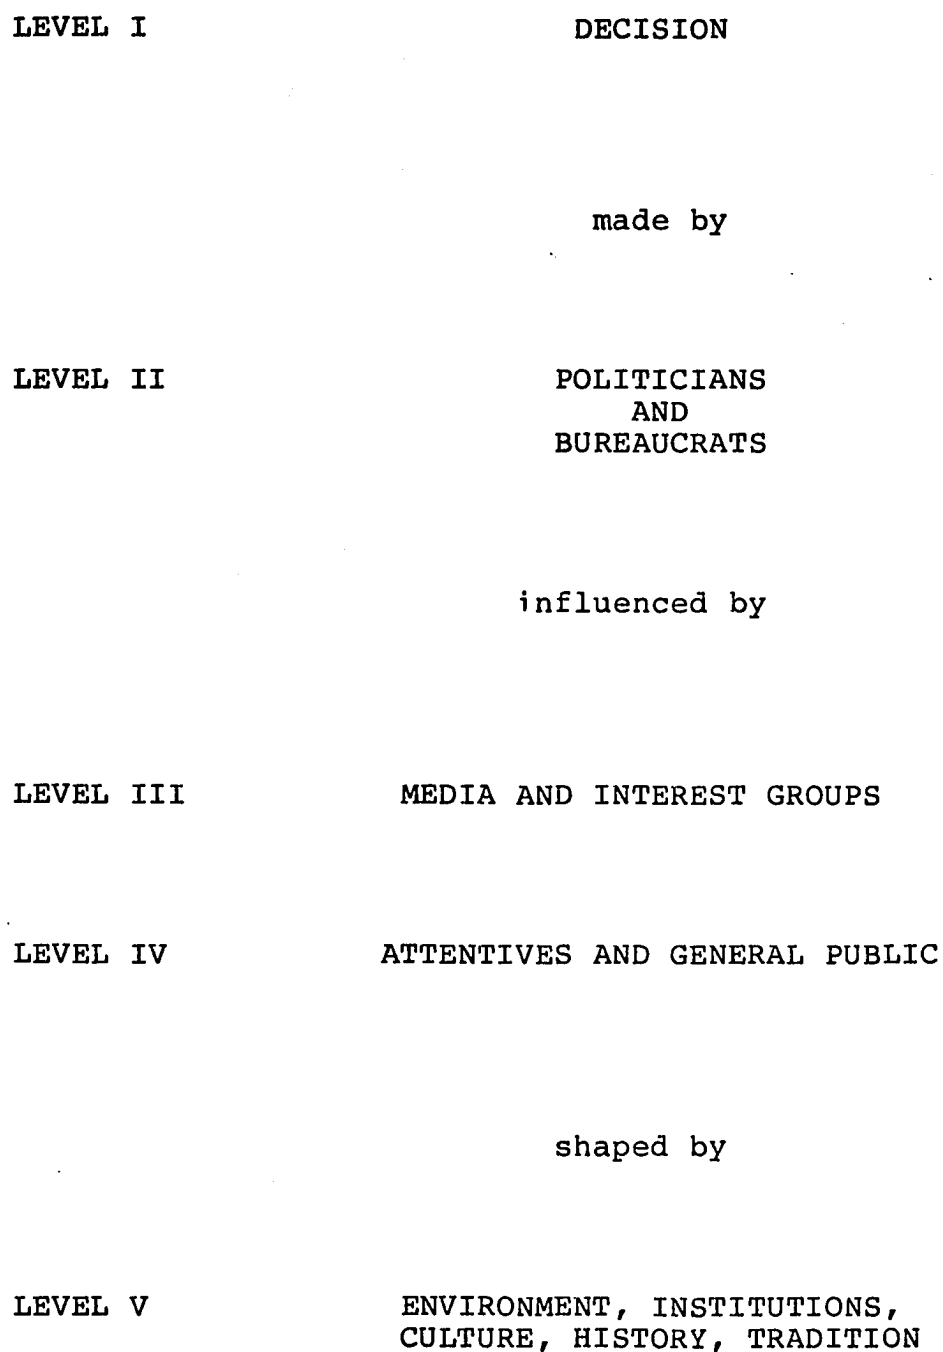 LEVEL I DECISION
made by
LEVEL II POLITICIANS
AND
BUREAUCRATS
influenced by
LEVEL III MEDIA AND INTEREST GROUPS
LEVEL IV ATTENTIVES AND GENERAL PUBLIC
shaped by
LEVEL V ENVIRONMENT, INSTITUTIONS,
CULTURE, HISTORY, TRADITION